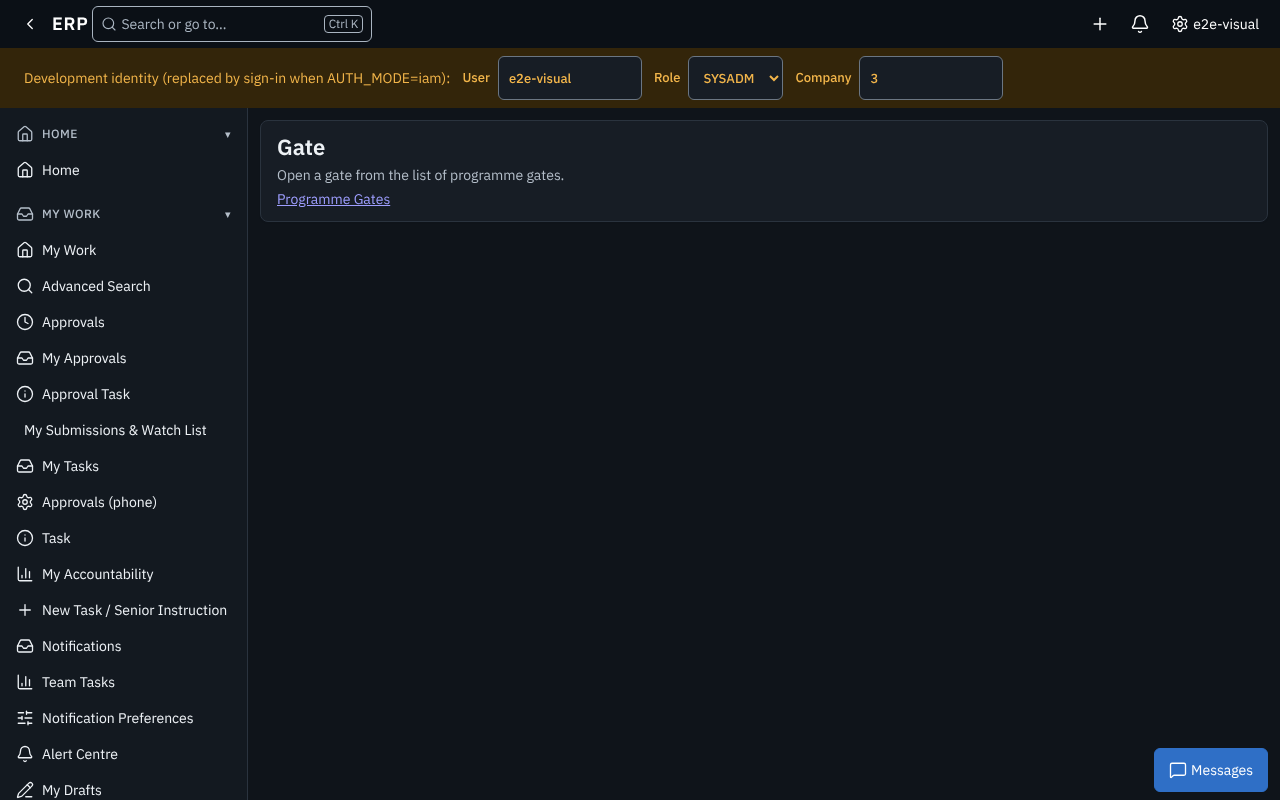 ERP
Search or go to...
Ctrl K
e2e-visual
Development identity (replaced by sign-in when AUTH_MODE=iam):
User
e2e-visual
Role
SYSADM
Company
3
HOME
Home
MY WORK
My Work
Advanced Search
Approvals
My Approvals
Approval Task
My Submissions & Watch List
My Tasks
Approvals (phone)
Task
My Accountability
New Task / Senior Instruction
Notifications
Team Tasks
Notification Preferences
Alert Centre
My Drafts
Gate
Open a gate from the list of programme gates.
Programme Gates
Messages